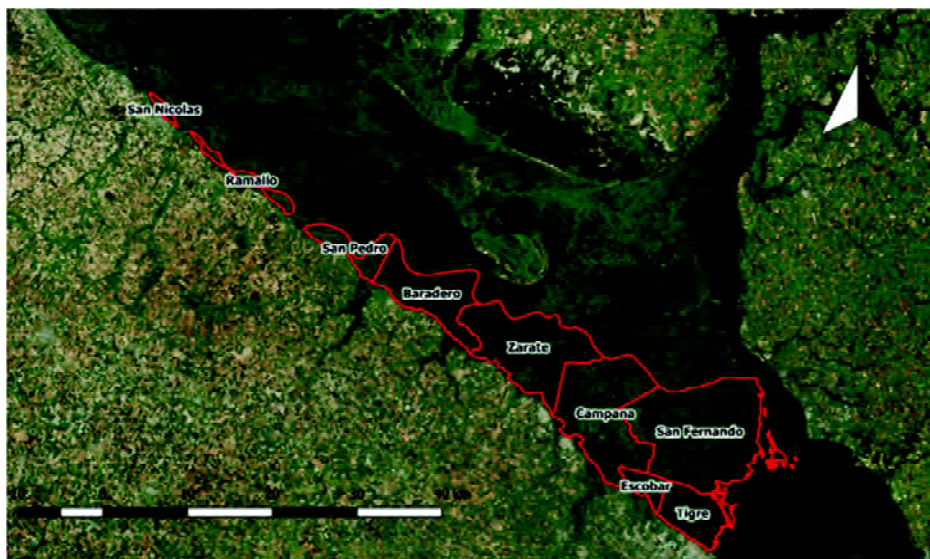 San Nicolas
Ramallo
San Pedro
Baradero
Zarate
Campana
San Fernando
Escobar
Tigre